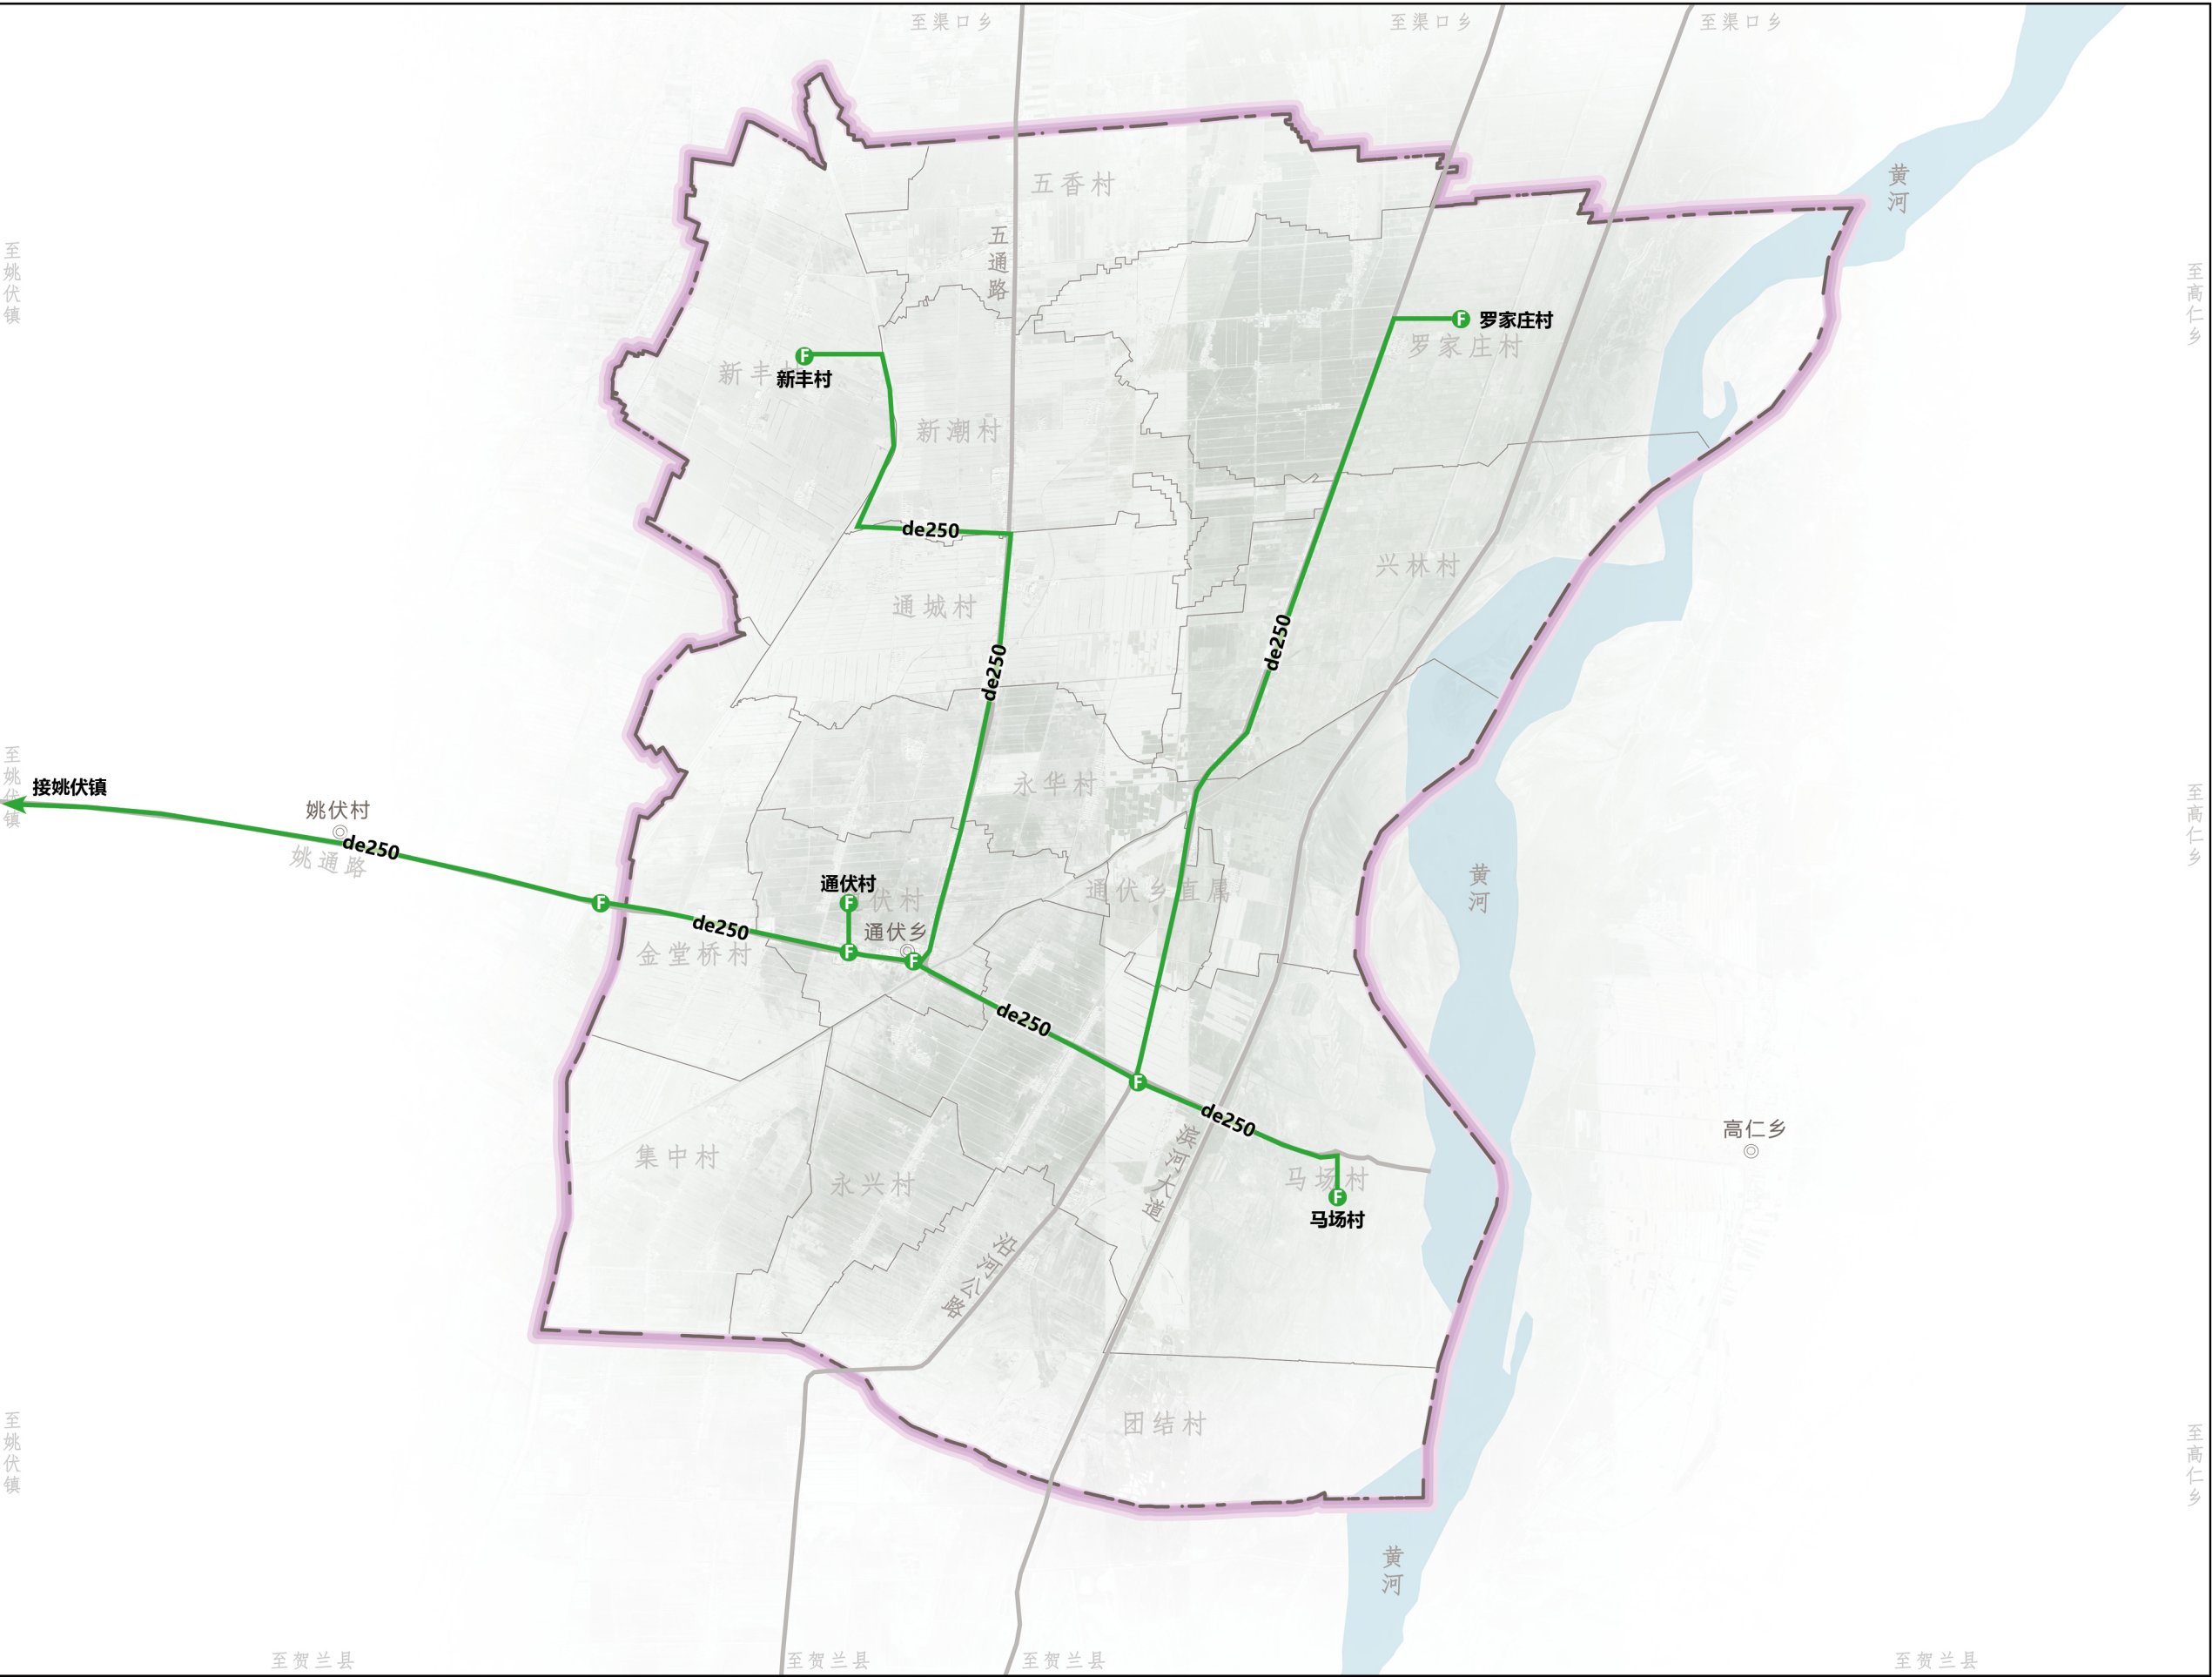 至渠口乡
至渠口乡
至渠口乡
黄河
五香村
五通路
至姚伏镇
至高仁乡
罗家庄村
罗家庄村
新丰村
新丰村
新潮村
de250
兴林村
通城村
de250
de250
至姚伏镇
接姚伏镇
姚伏村
de250
姚通路
永华村
至高仁乡
通伏村
伏村
通伏乡直属
黄河
F
F
F
F
F
F
F
F
de250
通伏乡
金堂桥村
de250
de250
高仁乡
滨河大道
集中村
永兴村
马场村
马场村
沿河公路
至姚伏镇
团结村
至高仁乡
黄河
至贺兰县
至贺兰县
至贺兰县
至贺兰县